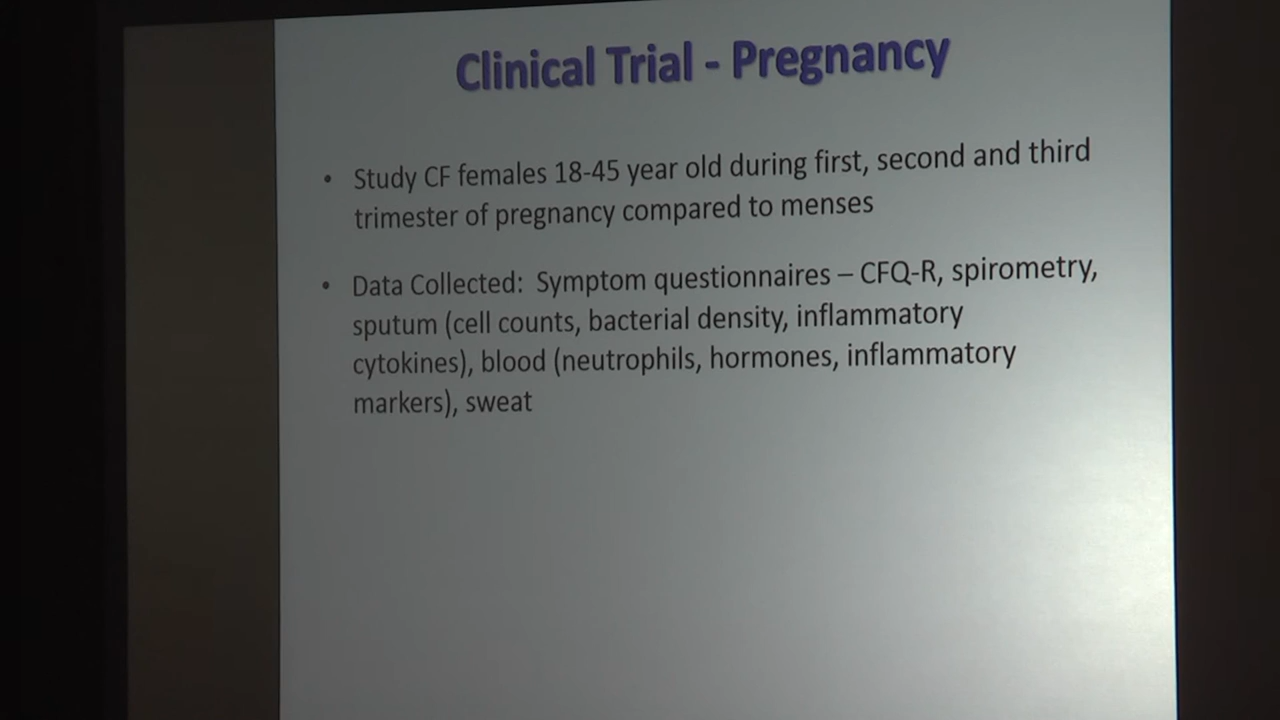 Clinical Trial - Pregnancy
• Study CF females 18-45 year old during first, second and third
trimester of pregnancy compared to menses
• Data Collected:  Symptom questionnaires – CFQ-R, spirometry,
sputum (cell counts, bacterial density, inflammatory
cytokines), blood (neutrophils, hormones, inflammatory
markers), sweat